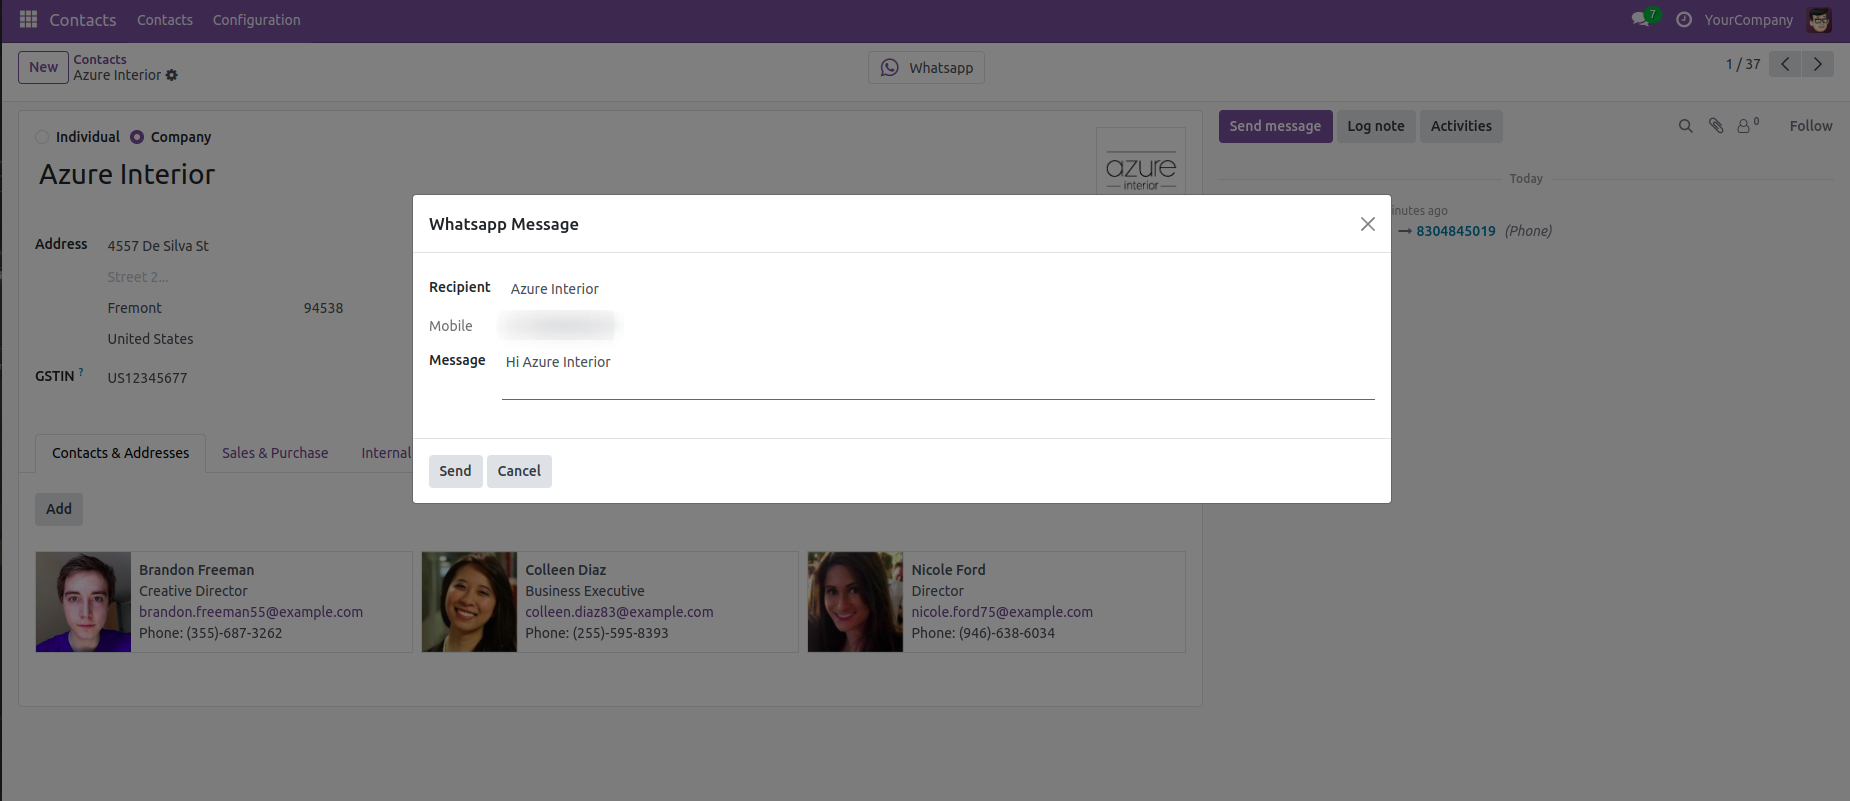 Contacts Contacts Configuration 7 YourCompany
New Contacts
Azure Interior
Whatsapp
1 / 37
Individual Company
Azure Interior
azure
interior
Send message Log note Activities 0 Follow
Today
inutes ago
8304845019 (Phone)
Address 4557 De Silva St
Street 2...
Fremont 94538
United States
GSTIN ? US12345677
Whatsapp Message
Recipient Azure Interior
Mobile
Message Hi Azure Interior
Send Cancel
Contacts & Addresses Sales & Purchase Internal
Add
Brandon Freeman
Creative Director
brandon.freeman55@example.com
Phone: (355)-687-3262
Colleen Diaz
Business Executive
colleen.diaz83@example.com
Phone: (255)-595-8393
Nicole Ford
Director
nicole.ford75@example.com
Phone: (946)-638-6034